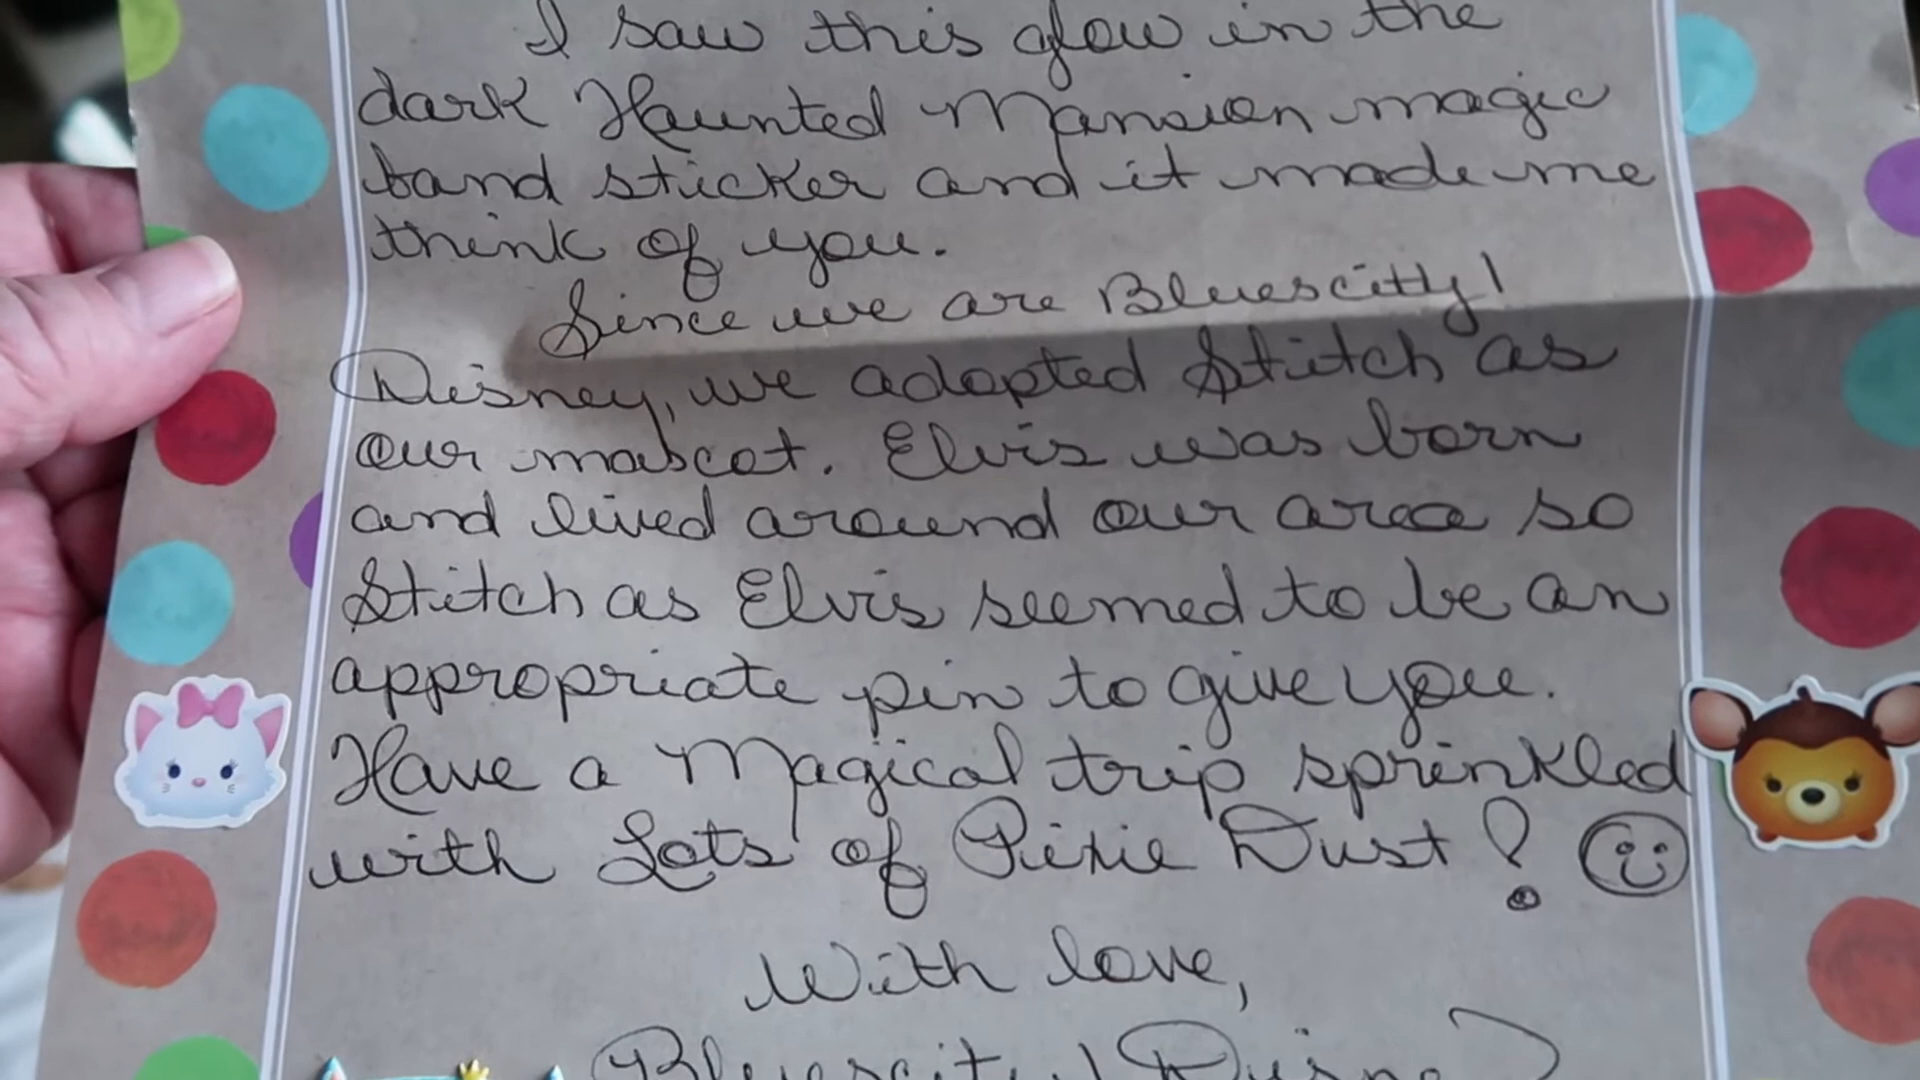 I saw this glow in the
dark Haunted Mansion magic
band sticker and it made me
think of you.
Since we are Bluescitty!
Disney, we adopted Stitch as
our mascot. Elvis was born
and lived around our area so
Stitch as Elvis seemed to be an
appropriate pin to give you.
Have a Magical trip sprinkled
with Lots of Pixie Dust!
With love,